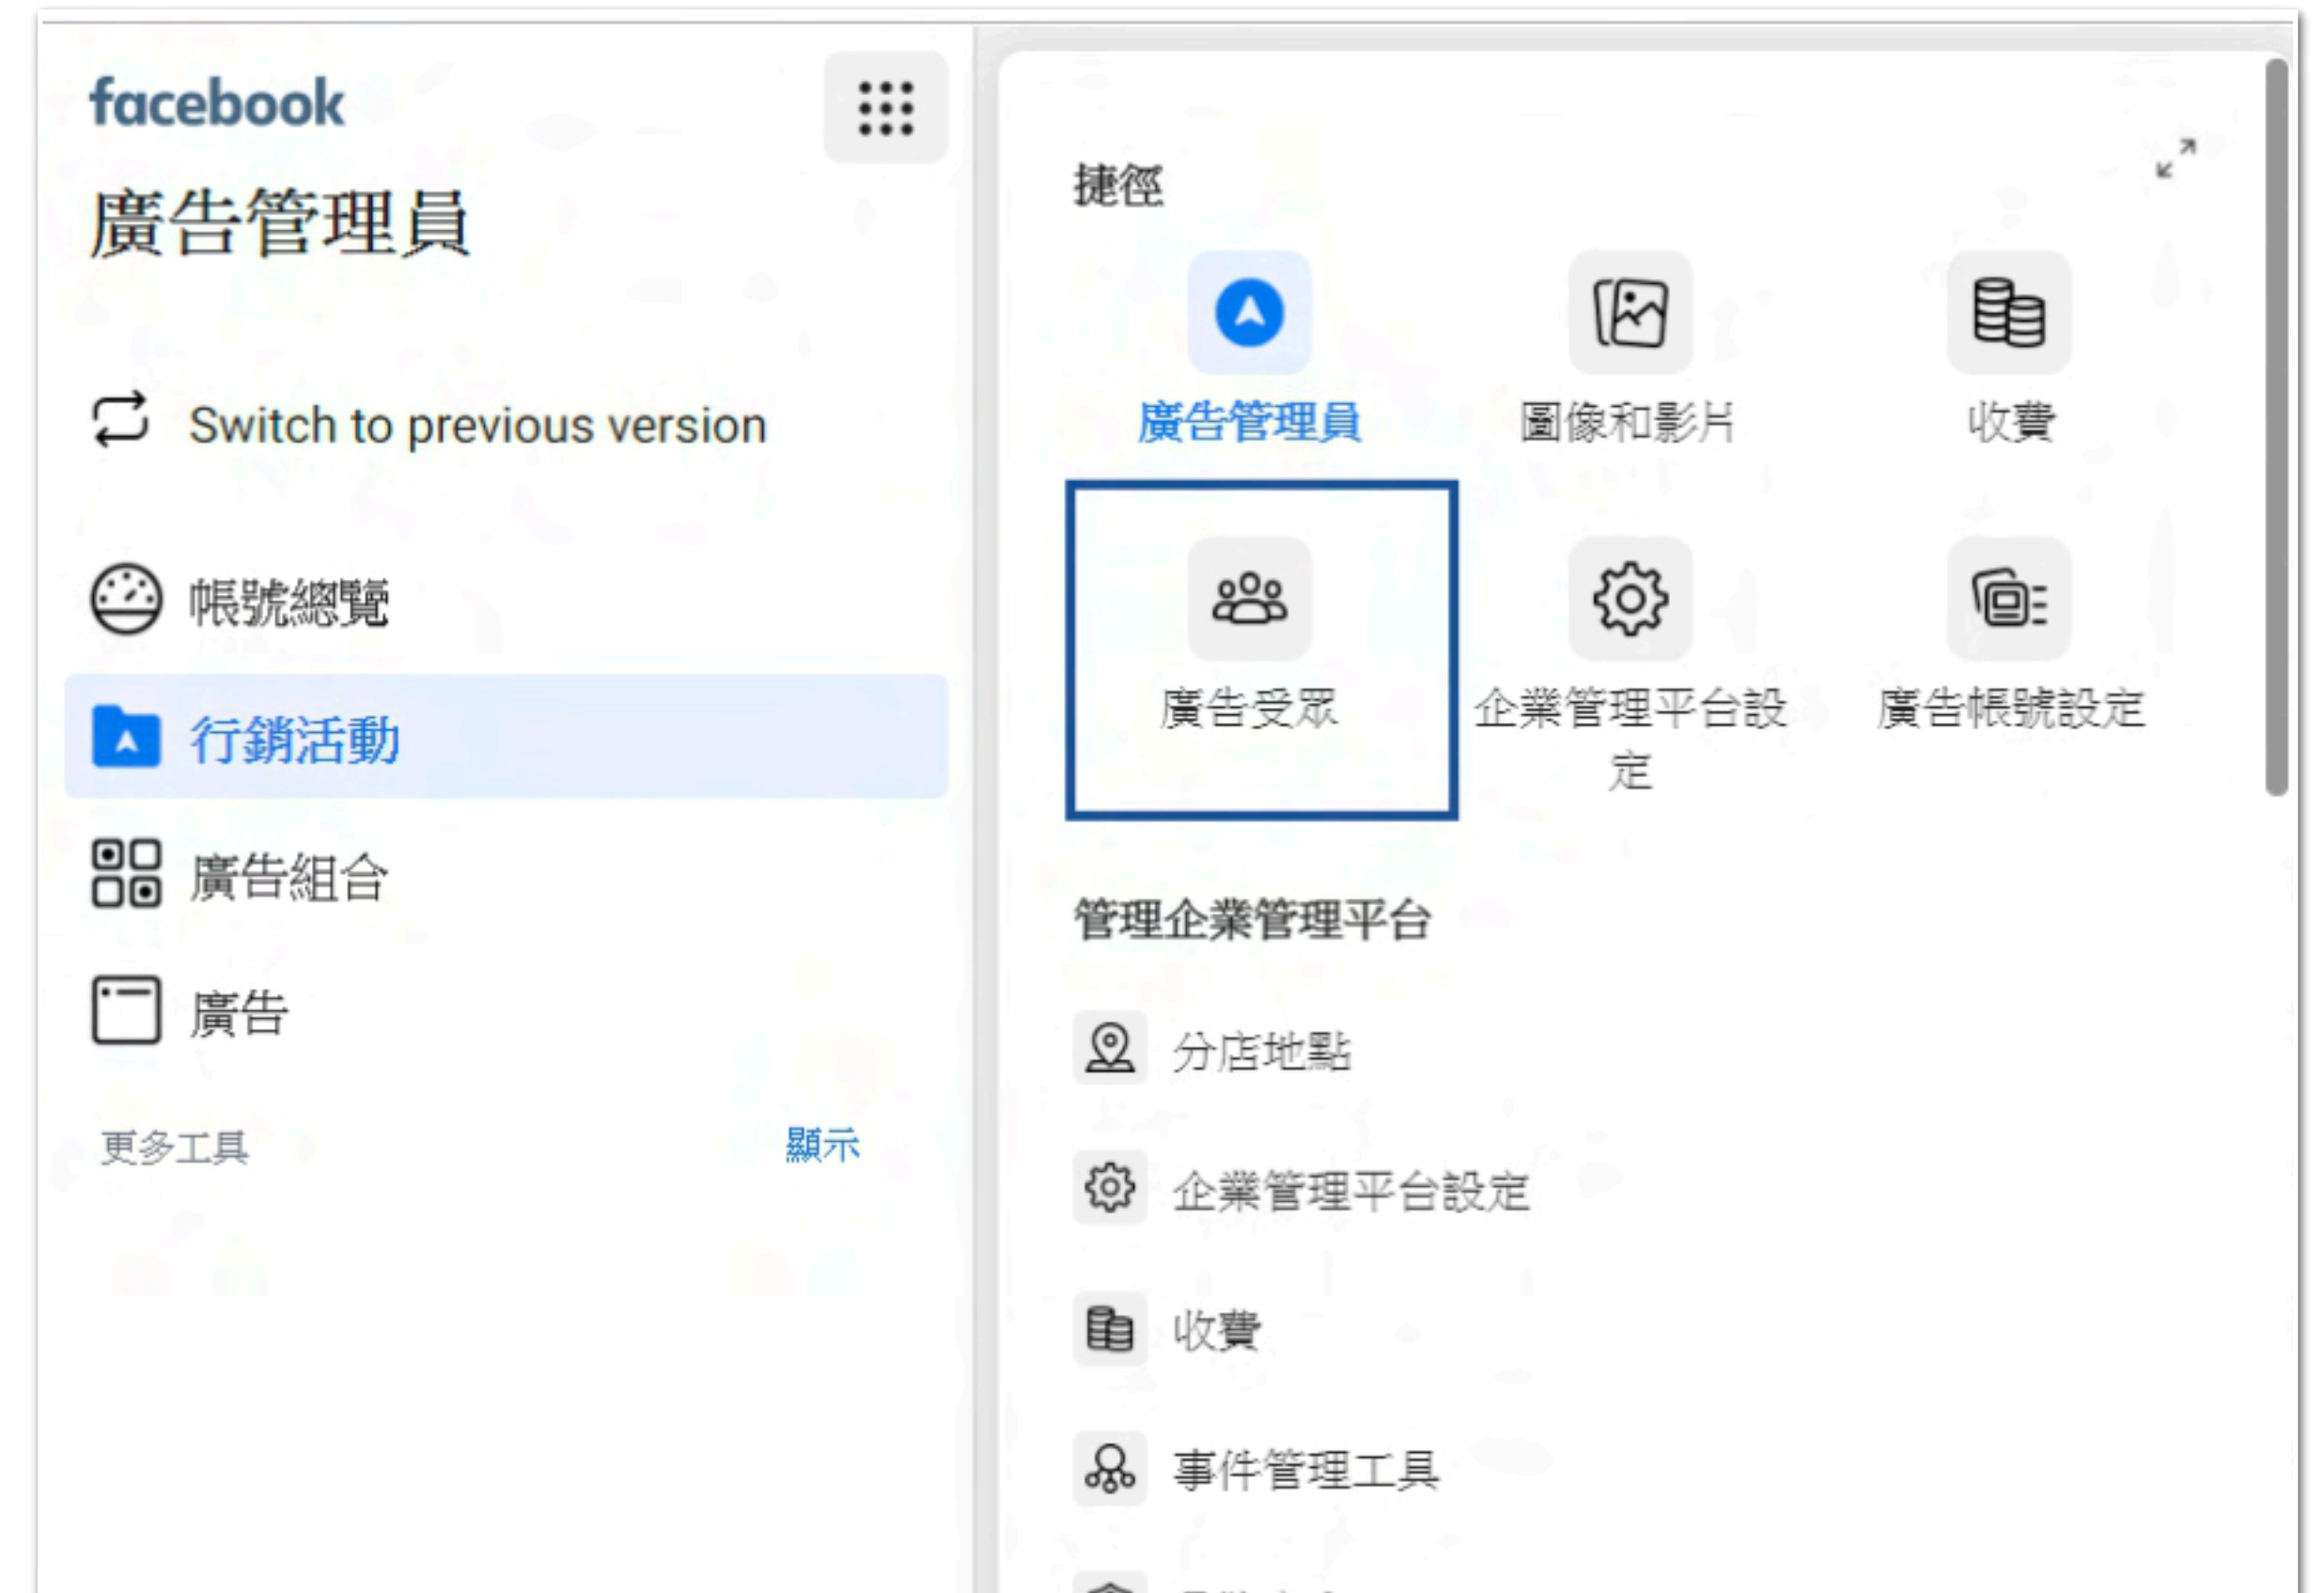 facebook
廣告管理員
Switch to previous version
帳號總覽
行銷活動
廣告組合
廣告
更多工具 顯示
捷徑
廣告管理員 圖像和影片 收費
廣告受眾 企業管理平台設定 廣告帳號設定
管理企業管理平台
分店地點
企業管理平台設定
收費
事件管理工具